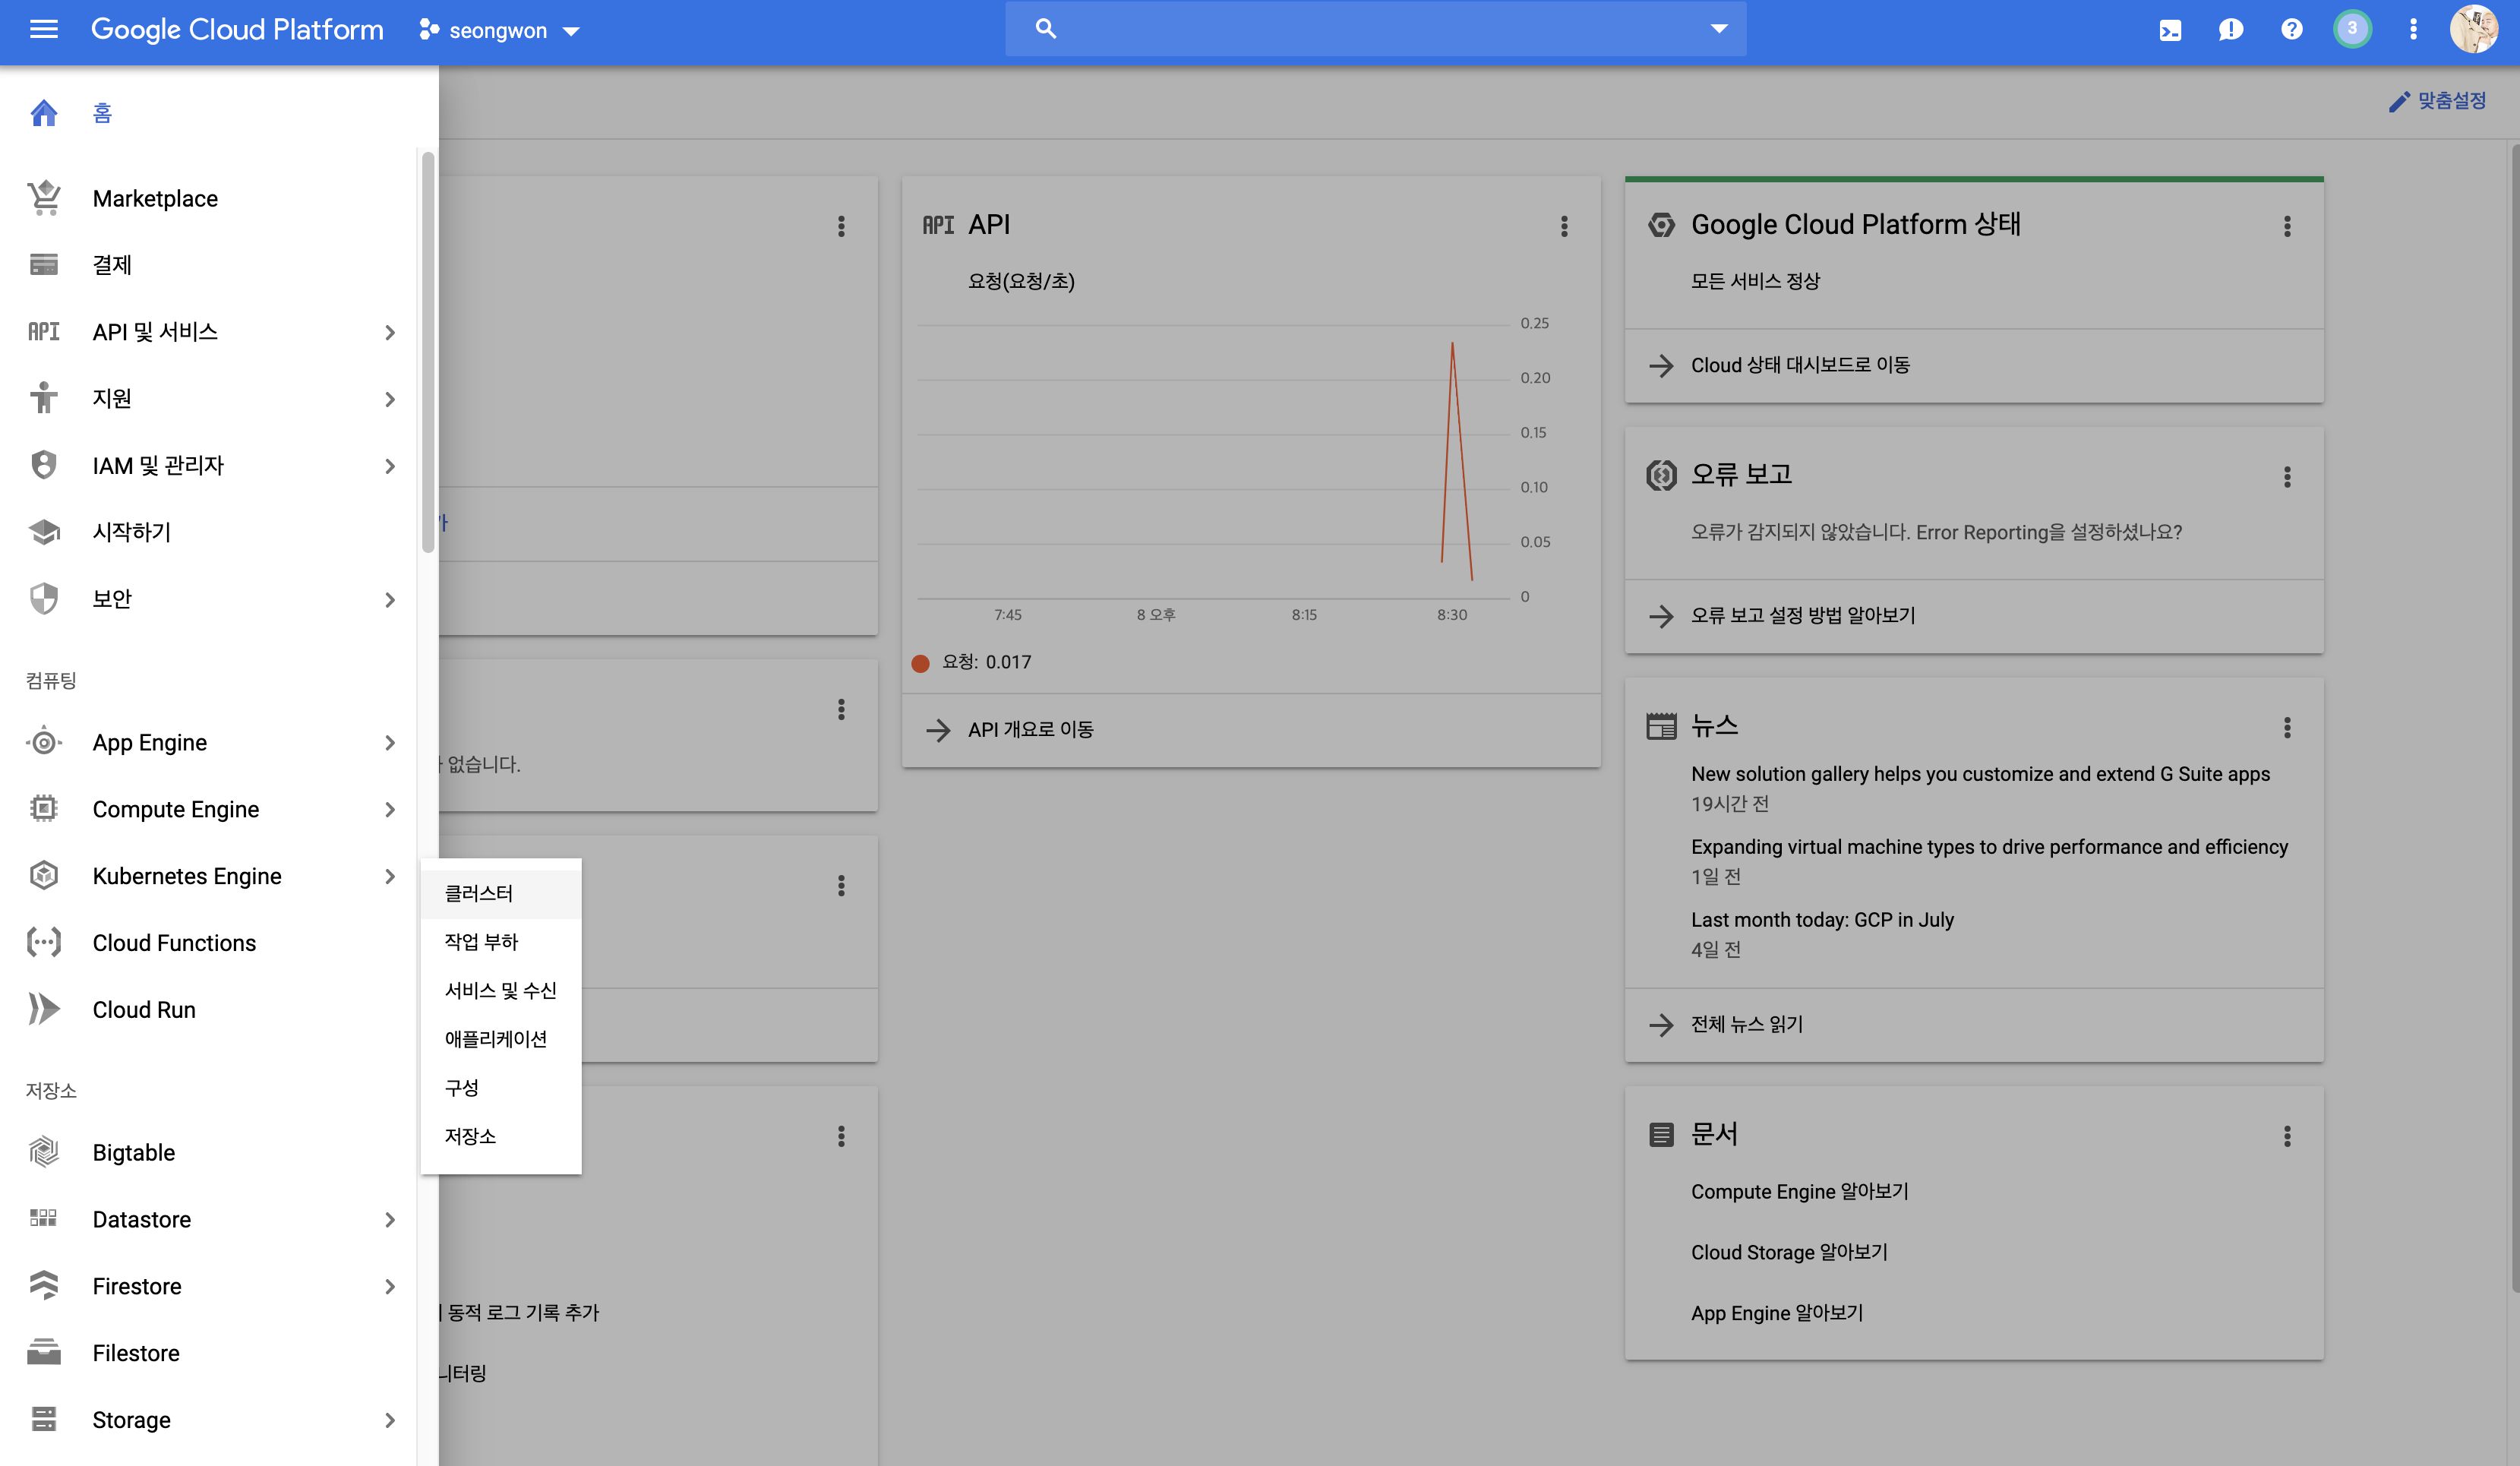 Google Cloud Platform
seongwon
3
홈
Marketplace
결제
API
API 및 서비스
지원
IAM 및 관리자
시작하기
보안
컴퓨팅
App Engine
Compute Engine
Kubernetes Engine
Cloud Functions
Cloud Run
저장소
Bigtable
Datastore
Firestore
Filestore
Storage
클러스터
작업 부하
서비스 및 수신
애플리케이션
구성
저장소
없습니다.
동적 로그 기록 추가
니터링
맞춤설정
API
API
요청(요청/초)
0.25
0.20
0.15
0.10
0.05
0
7:45
8 오후
8:15
8:30
요청: 0.017
API 개요로 이동
Google Cloud Platform 상태
모든 서비스 정상
Cloud 상태 대시보드로 이동
오류 보고
오류가 감지되지 않았습니다. Error Reporting을 설정하셨나요?
오류 보고 설정 방법 알아보기
뉴스
New solution gallery helps you customize and extend G Suite apps
19시간 전
Expanding virtual machine types to drive performance and efficiency
1일 전
Last month today: GCP in July
4일 전
전체 뉴스 읽기
문서
Compute Engine 알아보기
Cloud Storage 알아보기
App Engine 알아보기